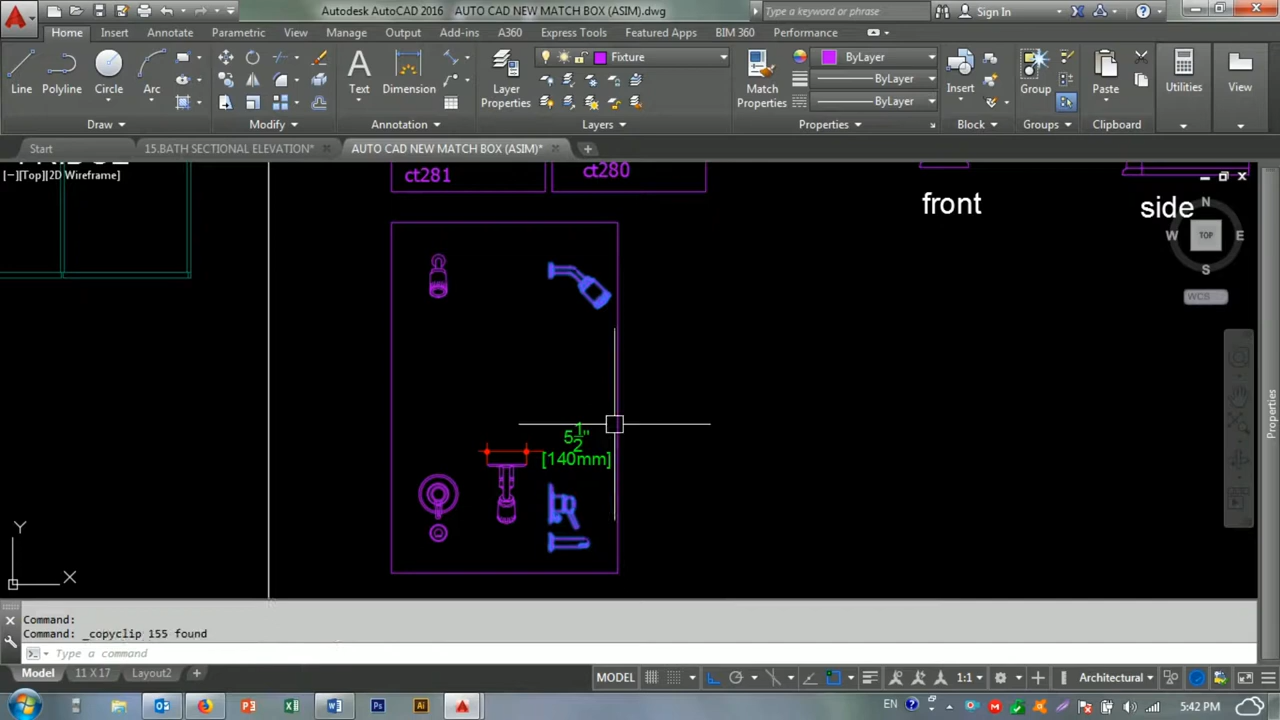 Autodesk AutoCAD 2016 AUTO CAD NEW MATCH BOX (ASIM).dwg
Type a keyword or phrase
Sign In
Home Insert Annotate Parametric View Manage Output Add-ins A360 Express Tools Featured Apps BIM 360 Performance
Line
Polyline
Circle
Arc
Text
Dimension
Layer
Properties
Fixture
Match
Properties
ByLayer
ByLayer
ByLayer
Insert
Group
Paste
Utilities
View
Draw
Modify
Annotation
Layers
Properties
Block
Groups
Clipboard
Start
15.BATH SECTIONAL ELEVATION*
AUTO CAD NEW MATCH BOX (ASIM)*
[−][Top][2D Wireframe]
ct281
ct280
front
side
N
W
TOP
E
S
WCS
5 1/2"
[140mm]
Y
X
Properties
Command:
Command: _copyclip 155 found
Type a command
Model
11 X 17
Layout2
MODEL
1:1
Architectural
EN
5:42 PM